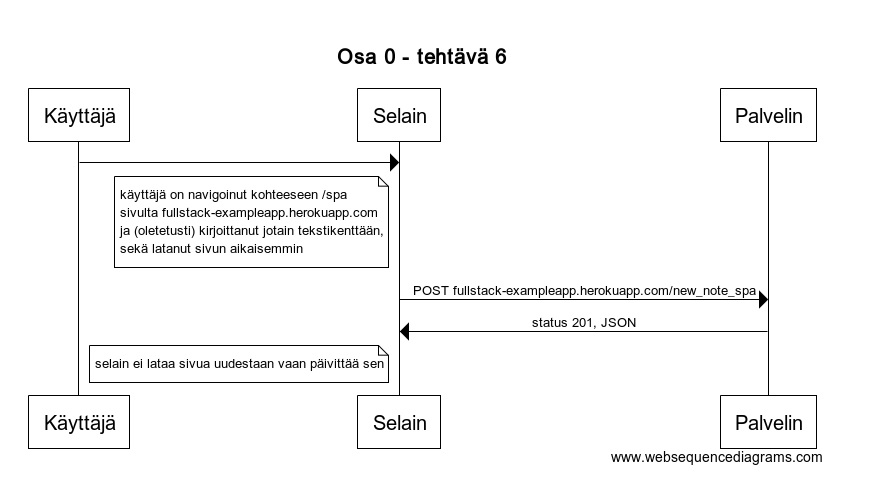 Osa 0 - tehtävä 6
Käyttäjä
Selain
Palvelin
käyttäjä on navigoinut kohteeseen /spa
sivulta fullstack-exampleapp.herokuapp.com
ja (oletetusti) kirjoittanut jotain tekstikenttään,
sekä latanut sivun aikaisemmin
POST fullstack-exampleapp.herokuapp.com/new_note_spa
status 201, JSON
selain ei lataa sivua uudestaan vaan päivittää sen
Käyttäjä
Selain
Palvelin
www.websequencediagrams.com